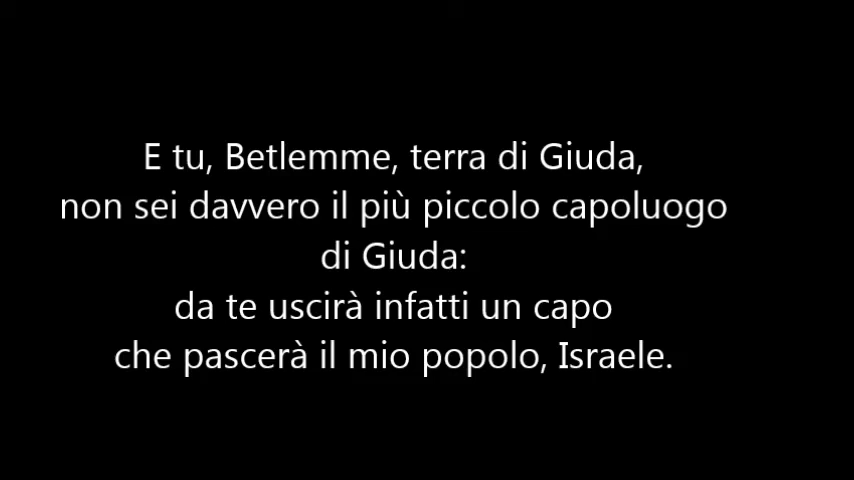 E tu, Betlemme, terra di Giuda,
non sei davvero il più piccolo capoluogo
di Giuda:
da te uscirà infatti un capo
che pascerà il mio popolo, Israele.